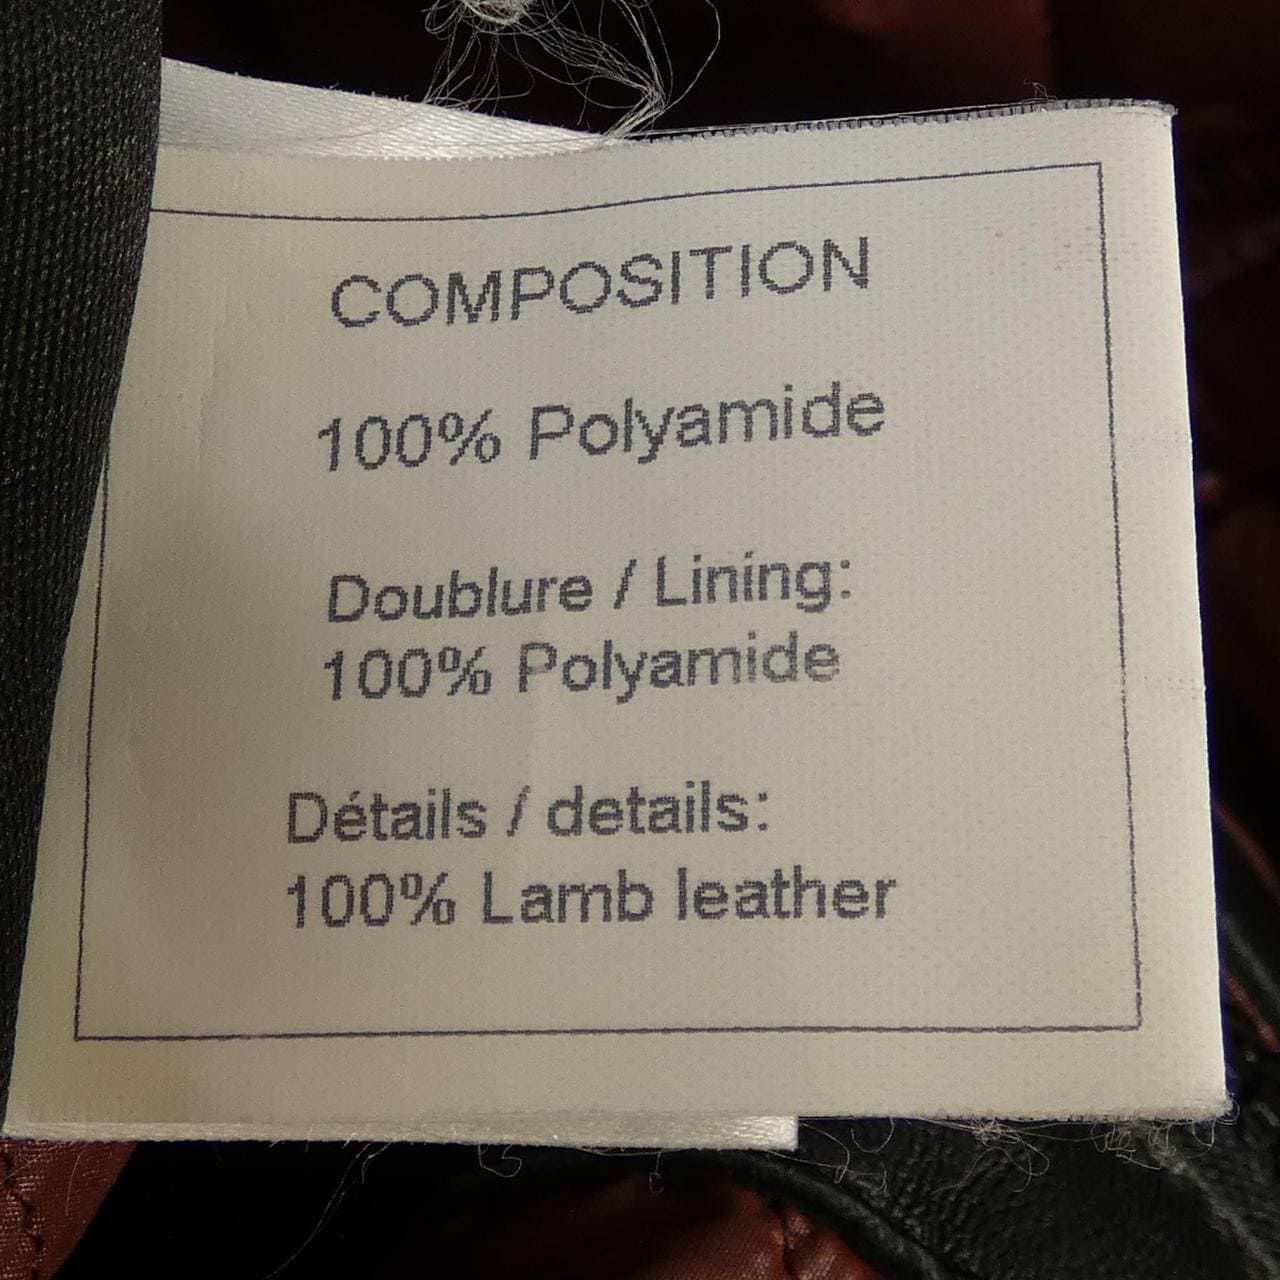 COMPOSITION
100% Polyamide
Doublure / Lining:
100% Polyamide
Détails / details:
100% Lamb leather